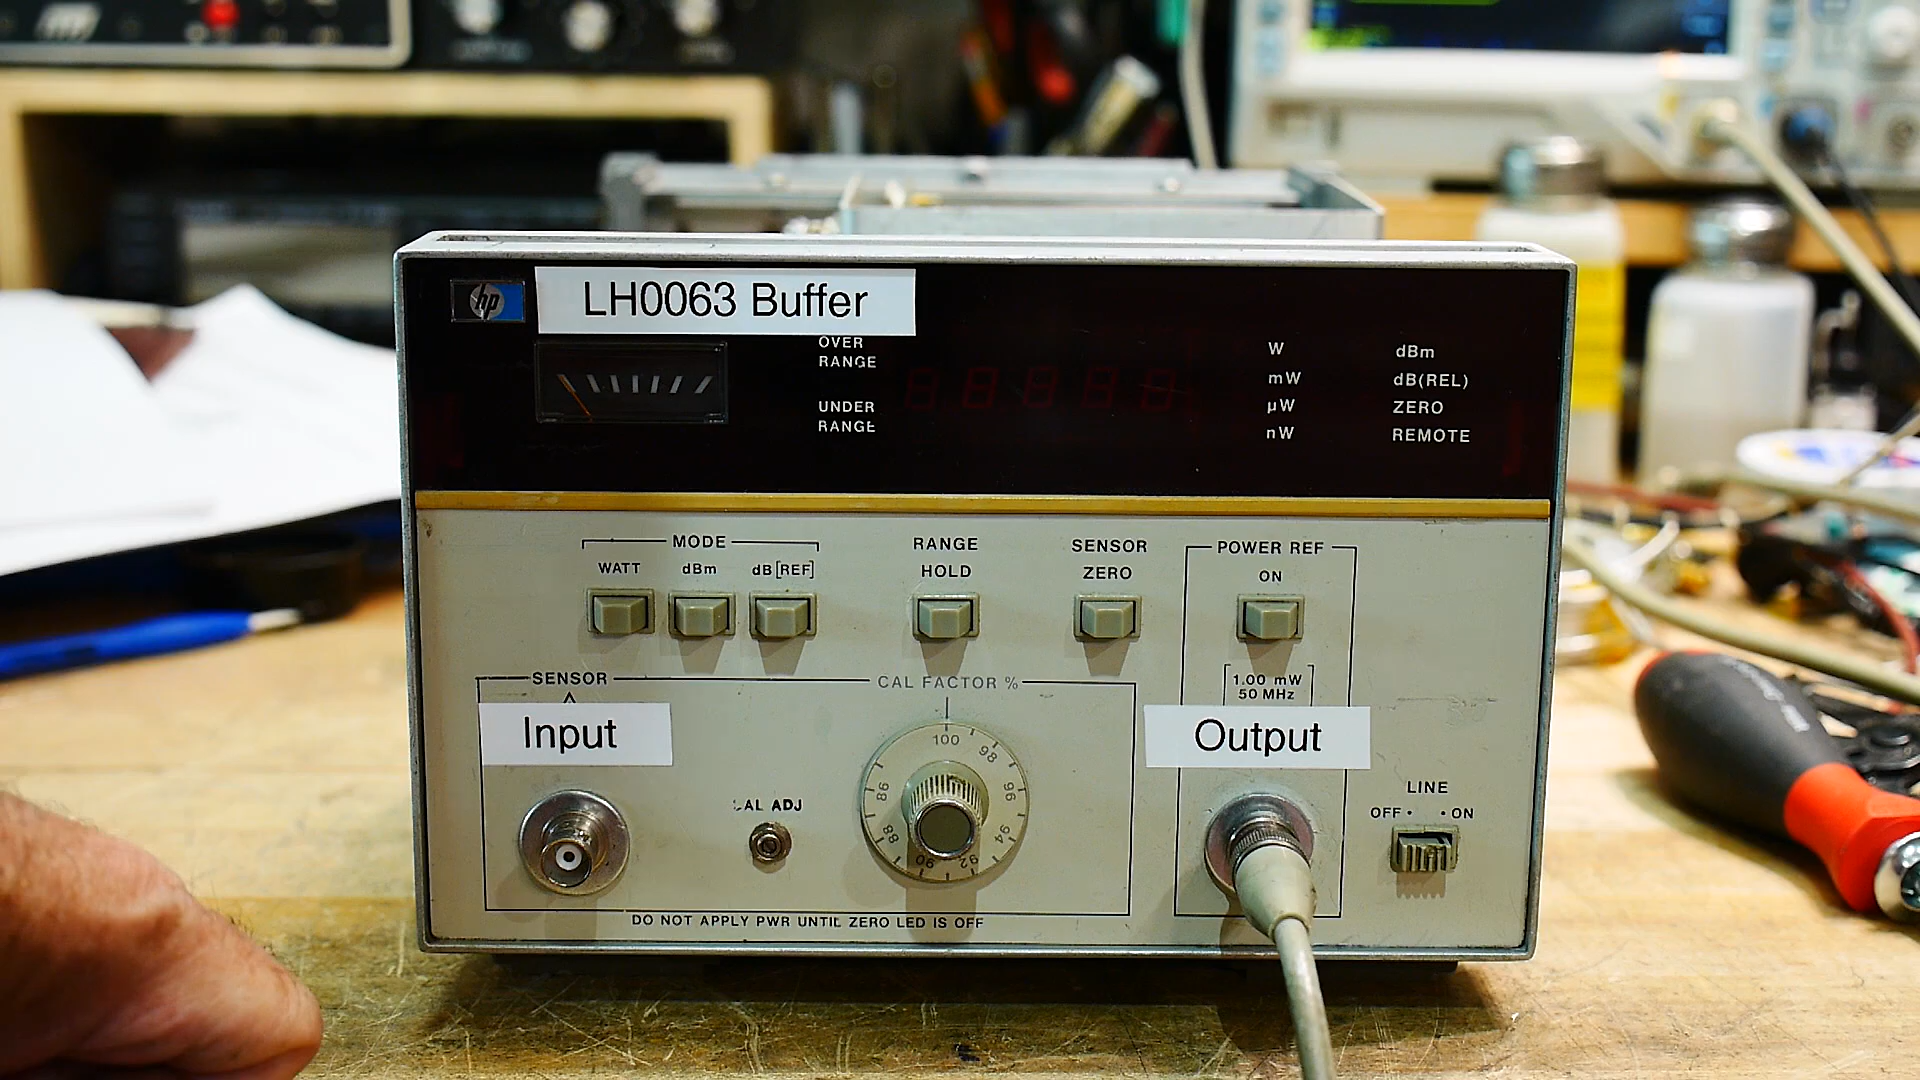 hp
LH0063 Buffer
OVER
RANGE
UNDER
RANGE
W
mW
µW
nW
dBm
dB(REL)
ZERO
REMOTE
MODE
WATT
dBm
dB[REF]
RANGE
HOLD
SENSOR
ZERO
POWER REF
ON
1.00 mW
50 MHz
SENSOR
CAL FACTOR %
Input
Output
100
98
96
94
92
90
88
86
AL ADJ
LINE
OFF • • ON
DO NOT APPLY PWR UNTIL ZERO LED IS OFF